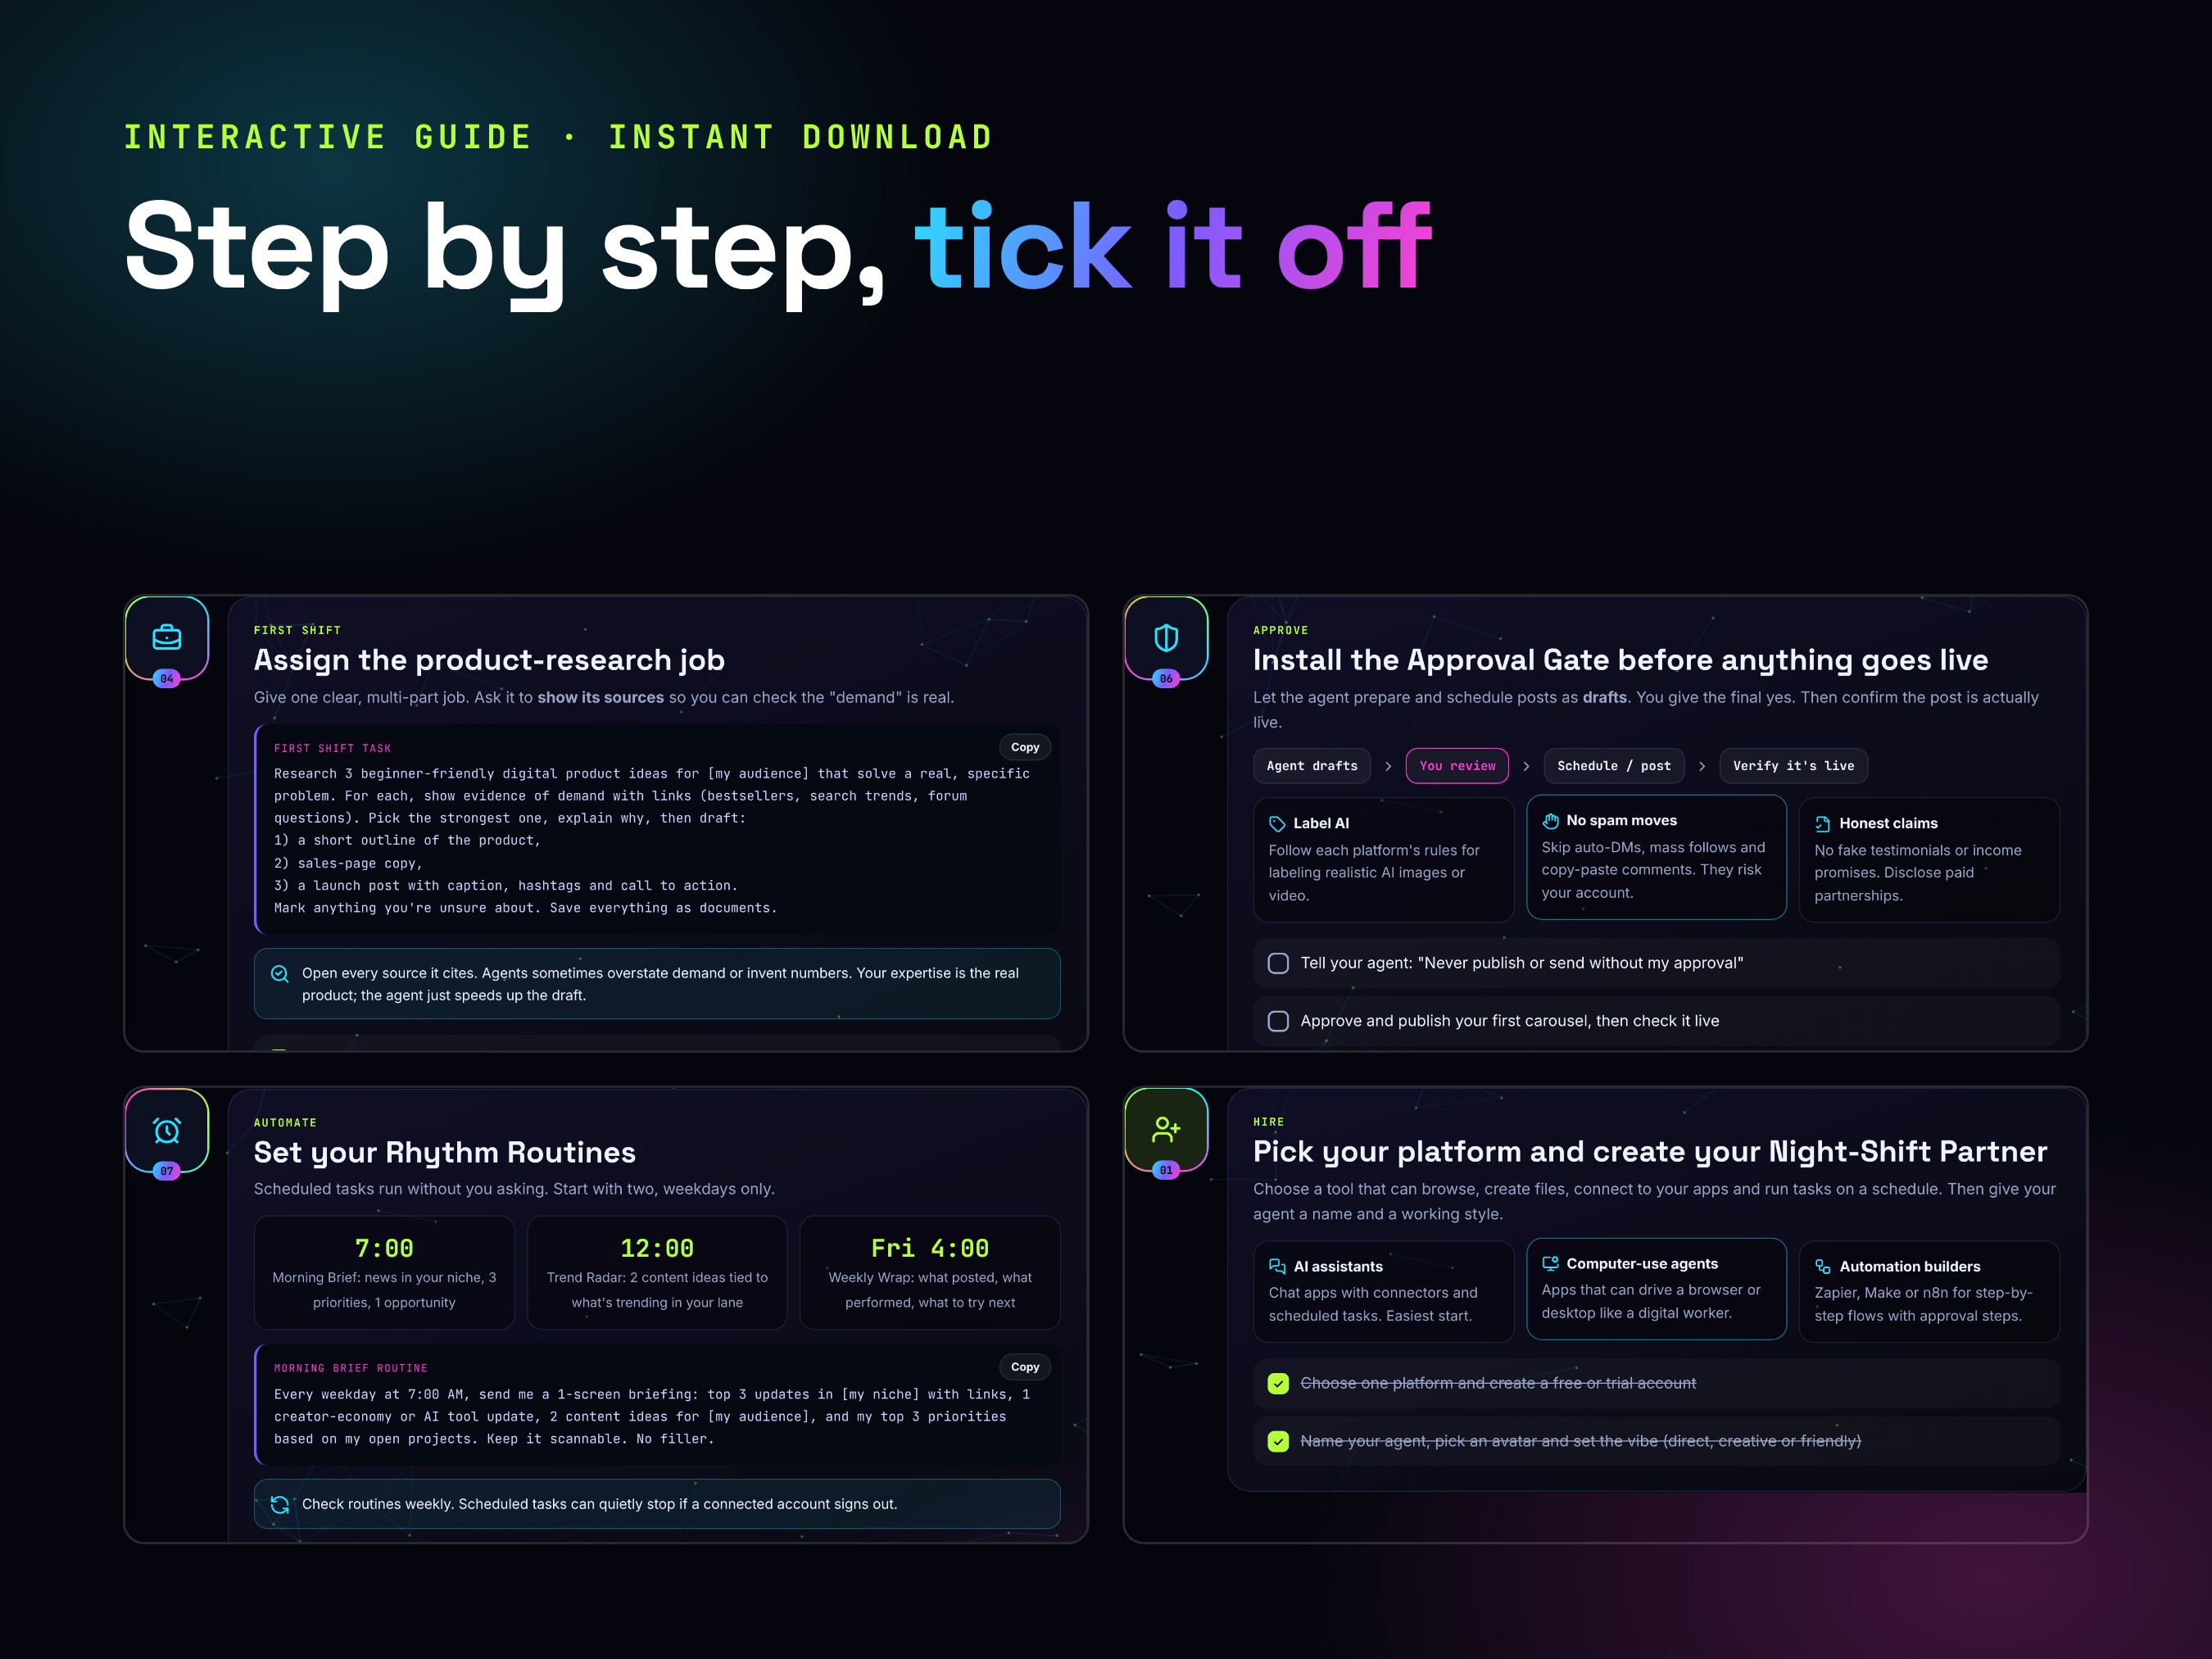 INTERACTIVE GUIDE · INSTANT DOWNLOAD
Step by step, tick it off
04
FIRST SHIFT
Assign the product-research job
Give one clear, multi-part job. Ask it to show its sources so you can check the "demand" is real.
FIRST SHIFT TASK
Copy
Research 3 beginner-friendly digital product ideas for [my audience] that solve a real, specific
problem. For each, show evidence of demand with links (bestsellers, search trends, forum
questions). Pick the strongest one, explain why, then draft:
1) a short outline of the product,
2) sales-page copy,
3) a launch post with caption, hashtags and call to action.
Mark anything you're unsure about. Save everything as documents.
Open every source it cites. Agents sometimes overstate demand or invent numbers. Your expertise is the real
product; the agent just speeds up the draft.
06
APPROVE
Install the Approval Gate before anything goes live
Let the agent prepare and schedule posts as drafts. You give the final yes. Then confirm the post is actually
live.
Agent drafts > You review > Schedule / post > Verify it's live
Label AI
Follow each platform's rules for
labeling realistic AI images or
video.
No spam moves
Skip auto-DMs, mass follows and
copy-paste comments. They risk
your account.
Honest claims
No fake testimonials or income
promises. Disclose paid
partnerships.
Tell your agent: "Never publish or send without my approval"
Approve and publish your first carousel, then check it live
07
AUTOMATE
Set your Rhythm Routines
Scheduled tasks run without you asking. Start with two, weekdays only.
7:00
Morning Brief: news in your niche, 3
priorities, 1 opportunity
12:00
Trend Radar: 2 content ideas tied to
what's trending in your lane
Fri 4:00
Weekly Wrap: what posted, what
performed, what to try next
MORNING BRIEF ROUTINE
Copy
Every weekday at 7:00 AM, send me a 1-screen briefing: top 3 updates in [my niche] with links, 1
creator-economy or AI tool update, 2 content ideas for [my audience], and my top 3 priorities
based on my open projects. Keep it scannable. No filler.
Check routines weekly. Scheduled tasks can quietly stop if a connected account signs out.
01
HIRE
Pick your platform and create your Night-Shift Partner
Choose a tool that can browse, create files, connect to your apps and run tasks on a schedule. Then give your
agent a name and a working style.
AI assistants
Chat apps with connectors and
scheduled tasks. Easiest start.
Computer-use agents
Apps that can drive a browser or
desktop like a digital worker.
Automation builders
Zapier, Make or n8n for step-by-
step flows with approval steps.
Choose one platform and create a free or trial account
Name your agent, pick an avatar and set the vibe (direct, creative or friendly)